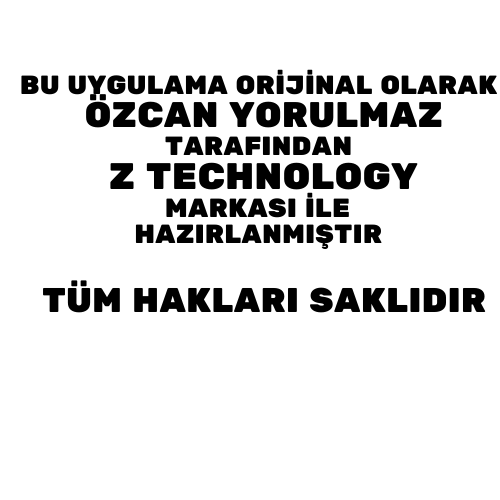 BU UYGULAMA ORİJİNAL OLARAK
ÖZCAN YORULMAZ
TARAFINDAN
Z TECHNOLOGY
MARKASI İLE
HAZIRLANMIŞTIR
TÜM HAKLARI SAKLIDIR